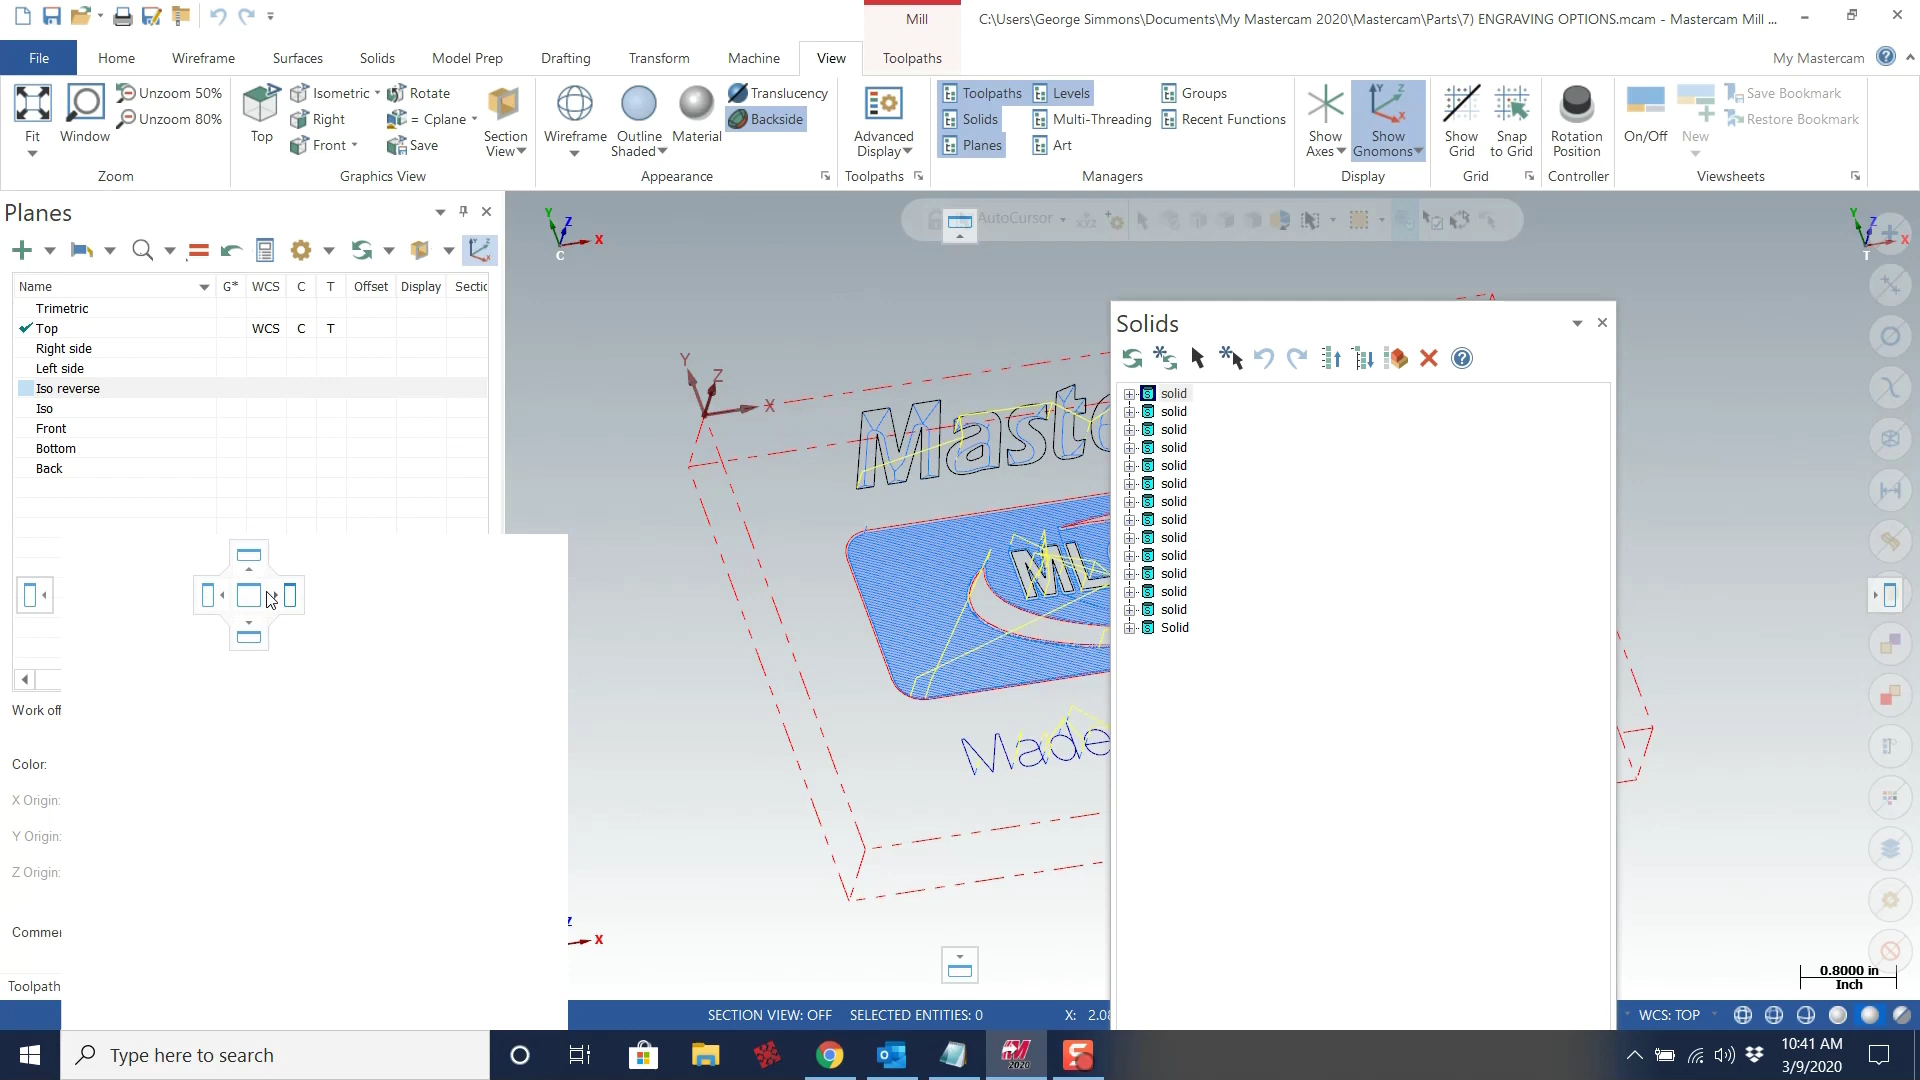 Mill
C:\Users\George Simmons\Documents\My Mastercam 2020\Mastercam\Parts\7) ENGRAVING OPTIONS.mcam - Mastercam Mill ...
File
Home
Wireframe
Surfaces
Solids
Model Prep
Drafting
Transform
Machine
View
Toolpaths
My Mastercam
Fit
Window
Unzoom 50%
Unzoom 80%
Zoom
Top
Isometric
Right
Front
Rotate
= Cplane
Save
Section View
Graphics View
Wireframe
Outline Shaded
Material
Translucency
Backside
Appearance
Advanced Display
Toolpaths
Toolpaths
Solids
Planes
Levels
Multi-Threading
Art
Groups
Recent Functions
Managers
Show Axes
Show Gnomons
Display
Show Grid
Snap to Grid
Grid
Rotation Position
Controller
On/Off
New
Save Bookmark
Restore Bookmark
Viewsheets
Planes
Name G* WCS C T Offset Display Sectic
Trimetric
Top WCS C T
Right side
Left side
Iso reverse
Iso
Front
Bottom
Back
Work off
Color:
X Origin:
Y Origin:
Z Origin:
Commer
Toolpath
AutoCursor
Y Z X
C
Y Z X
T
Y Z X
Maste
ML
Made
Z X
Solids
solid
solid
solid
solid
solid
solid
solid
solid
solid
solid
solid
solid
solid
Solid
0.8000 in
Inch
SECTION VIEW: OFF SELECTED ENTITIES: 0 X: 2.08
WCS: TOP
Type here to search
2020
10:41 AM
3/9/2020